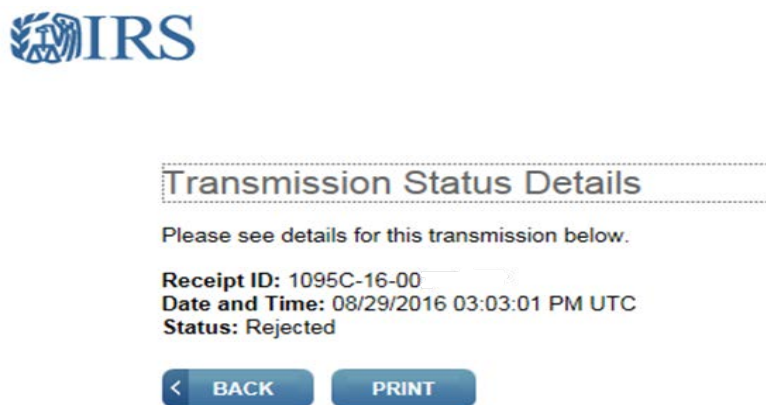 IRS
Transmission Status Details
Please see details for this transmission below.
Receipt ID: 1095C-16-00
Date and Time: 08/29/2016 03:03:01 PM UTC
Status: Rejected
< BACK PRINT